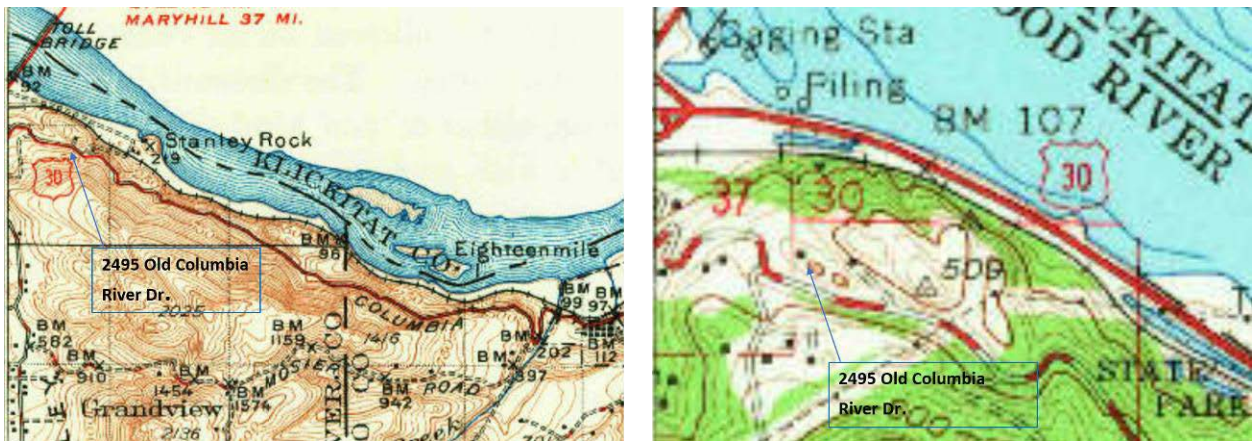 MARYHILL 37 MI.
TOLL
BRIDGE
BM
92
Stanley Rock
219
30
KLICKITAT CO
Eighteenmile
BM
96
2495 Old Columbia
River Dr.
2025
COLUMBIA
1416
BM
99
97
BM
112
202
BM
582
BM
910
BM
1159
MOSIER
ROAD
BM
897
BM
942
1454
BM
1574
Grandview
2136
Creek
Gaging Sta
Piling
BM 107
HOOD RIVER
30
37
30
500
2495 Old Columbia
River Dr.
STATE
PARK